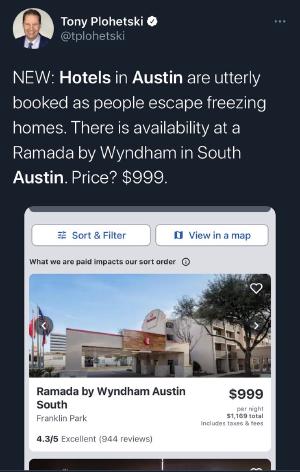 Tony Plohetski
@tplohetski
NEW: Hotels in Austin are utterly
booked as people escape freezing
homes. There is availability at a
Ramada by Wyndham in South
Austin. Price? $999.
Sort & Filter
View in a map
What we are paid impacts our sort order
Ramada by Wyndham Austin
South
$999
per night
$1,169 total
includes taxes & fees
Franklin Park
4.3/5 Excellent (944 reviews)